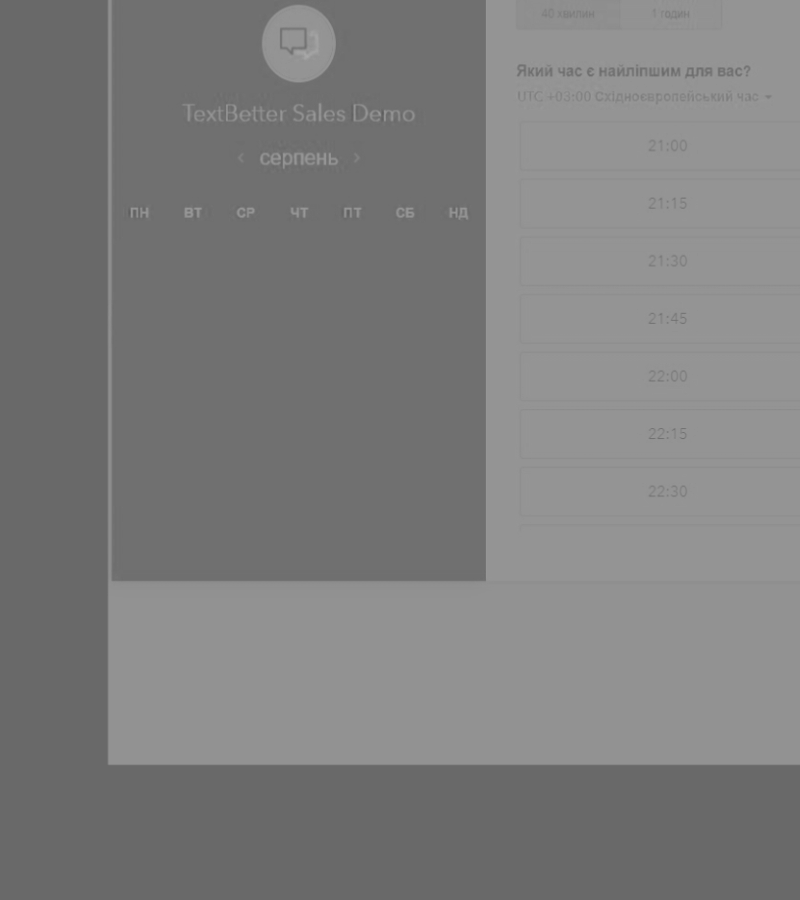 TextBetter Sales Demo
‹ серпень ›
ПН ВТ СР ЧТ ПТ СБ НД
40 хвилин 1 годин
Який час є найліпшим для вас?
UTC +03:00 Східноєвропейський час
21:00
21:15
21:30
21:45
22:00
22:15
22:30